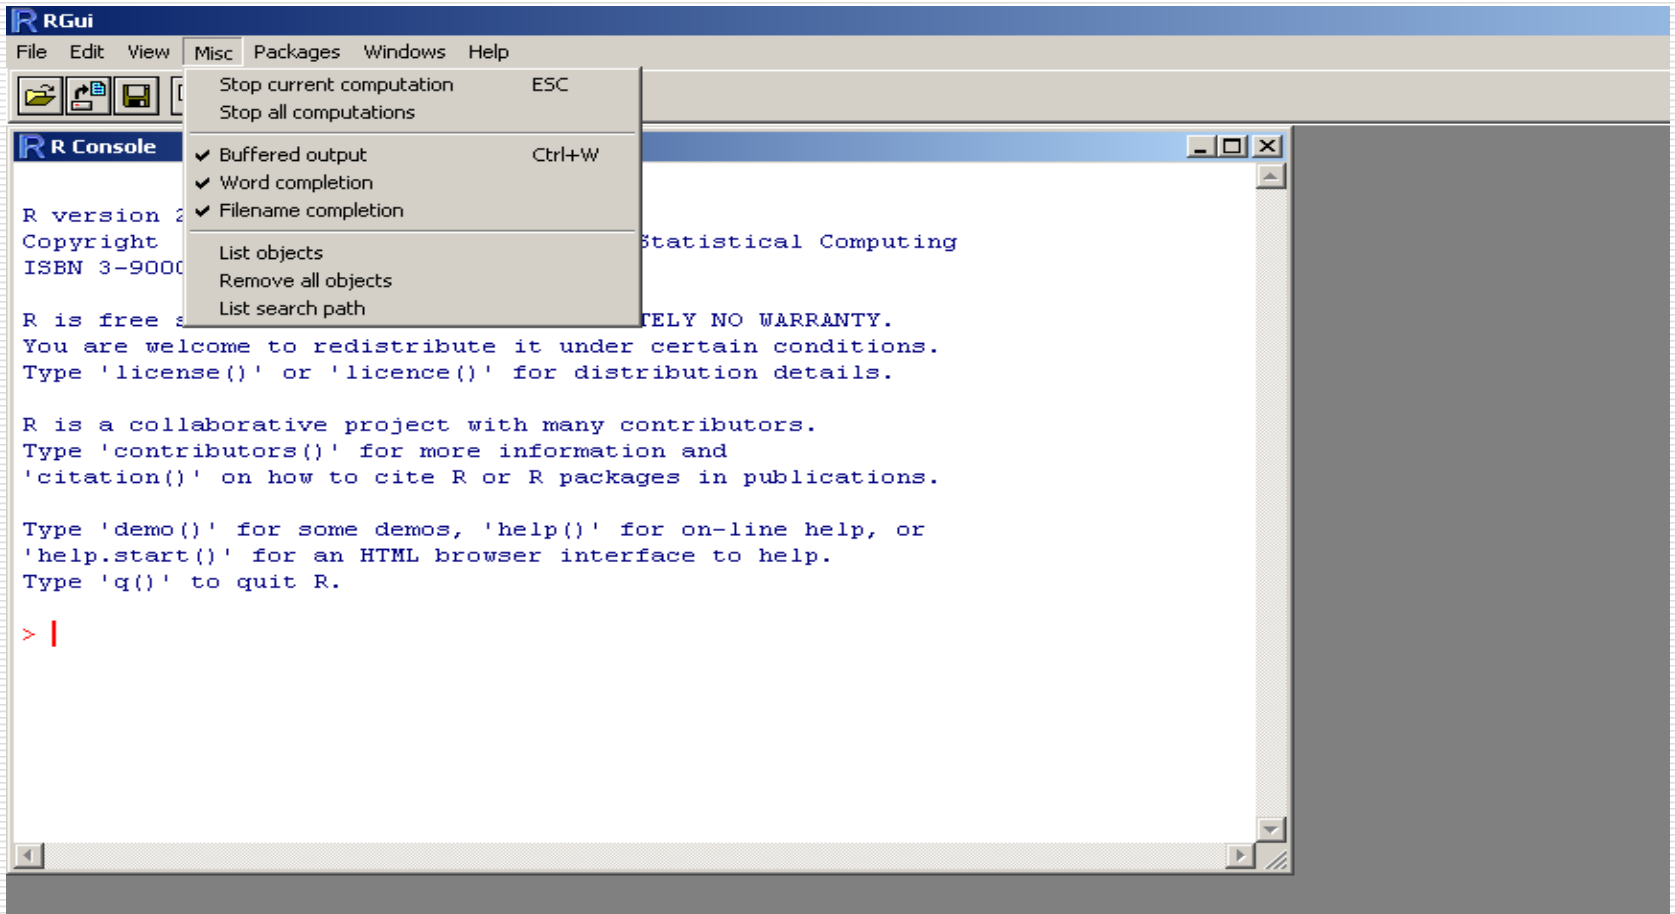 RGui
File Edit View Misc Packages Windows Help
Stop current computation ESC
Stop all computations
Buffered output Ctrl+W
Word completion
Filename completion
List objects
Remove all objects
List search path
R Console
R version
Copyright Statistical Computing
ISBN 3-900
R is free NO WARRANTY.
You are welcome to redistribute it under certain conditions.
Type 'license()' or 'licence()' for distribution details.
R is a collaborative project with many contributors.
Type 'contributors()' for more information and
'citation()' on how to cite R or R packages in publications.
Type 'demo()' for some demos, 'help()' for on-line help, or
'help.start()' for an HTML browser interface to help.
Type 'q()' to quit R.
>